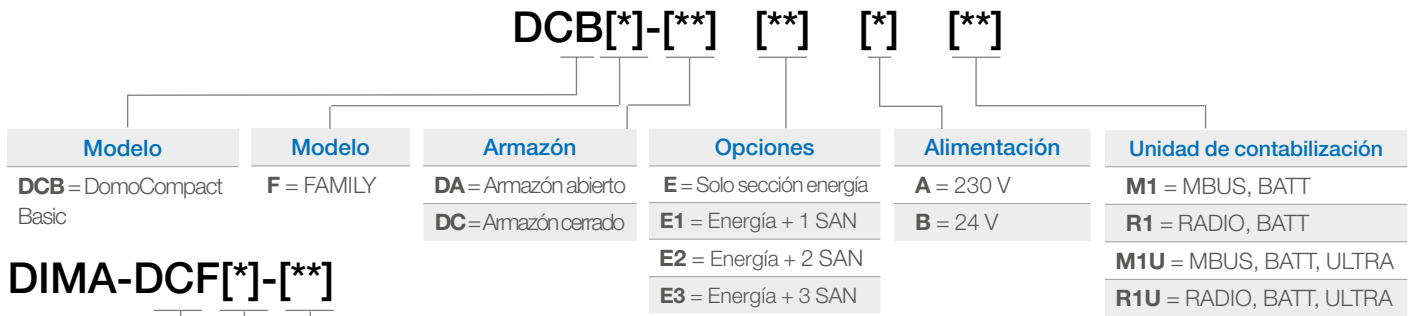 DCB[*]-[**] [**] [*] [**]
Modelo
DCB = DomoCompact
Basic
Modelo
F = FAMILY
Armazón
DA = Armazón abierto
DC = Armazón cerrado
Opciones
E = Solo sección energía
E1 = Energía + 1 SAN
E2 = Energía + 2 SAN
E3 = Energía + 3 SAN
Alimentación
A = 230 V
B = 24 V
Unidad de contabilización
M1 = MBUS, BATT
R1 = RADIO, BATT
M1U = MBUS, BATT, ULTRA
R1U = RADIO, BATT, ULTRA
DIMA-DCF[*]-[**]